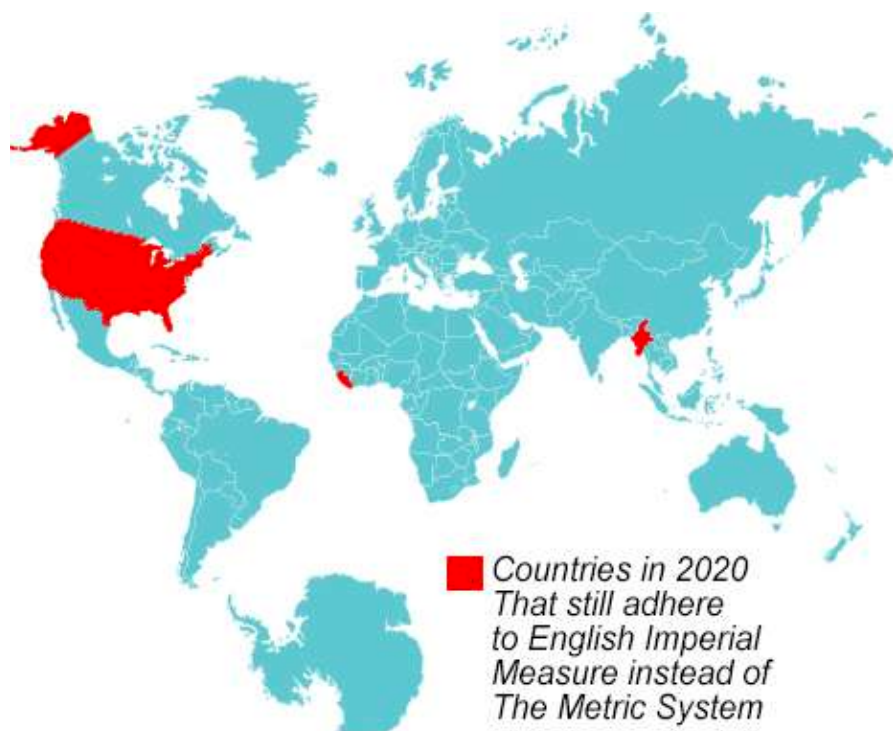 Countries in 2020
That still adhere
to English Imperial
Measure instead of
The Metric System